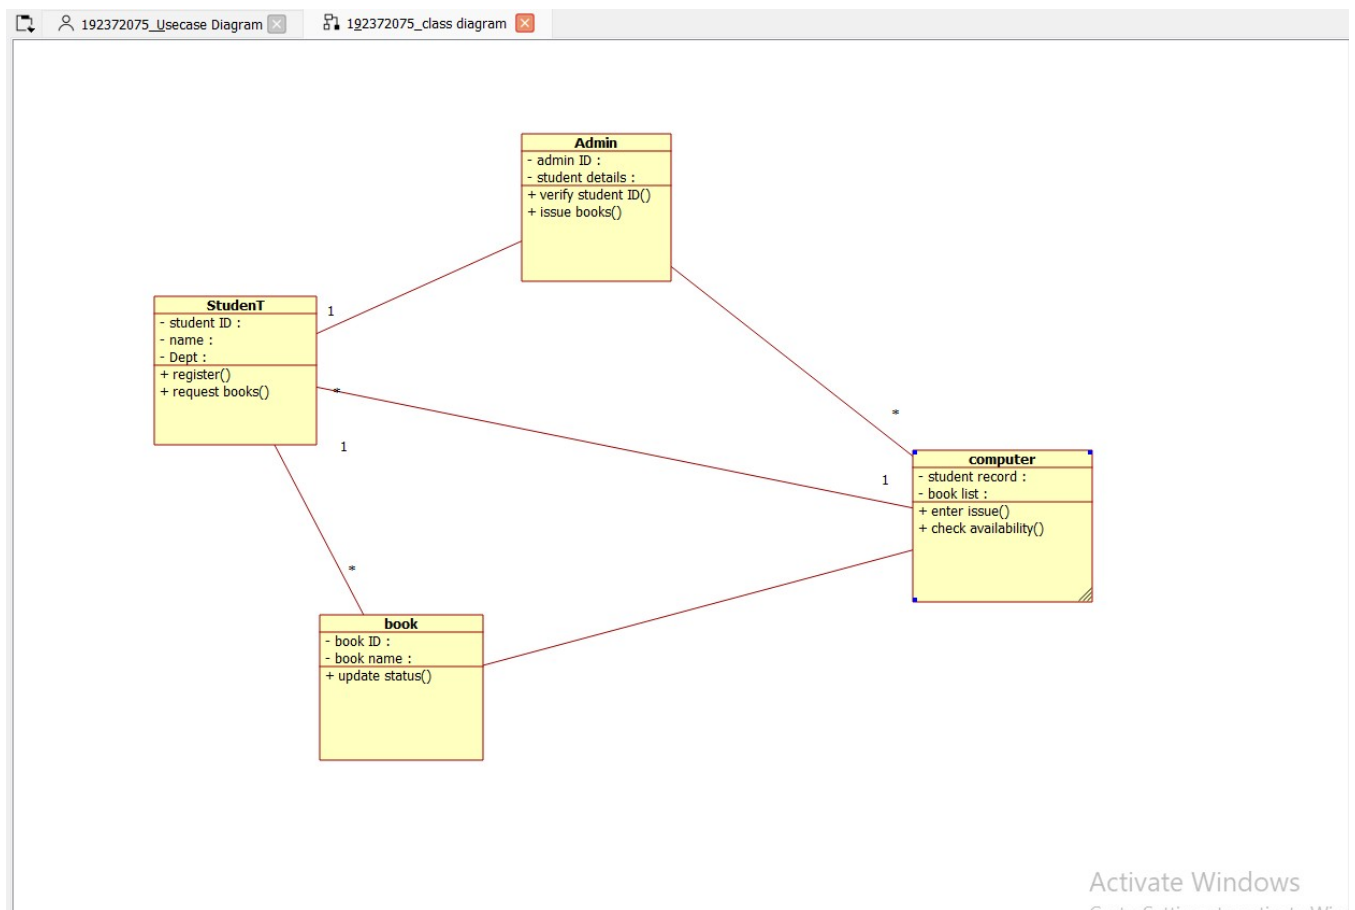 192372075_Usecase Diagram
192372075_class diagram
Admin
- admin ID :
- student details :
+ verify student ID()
+ issue books()
StudenT
- student ID :
- name :
- Dept :
+ register()
+ request books()
1
*
1
*
*
1
computer
- student record :
- book list :
+ enter issue()
+ check availability()
book
- book ID :
- book name :
+ update status()
Activate Windows